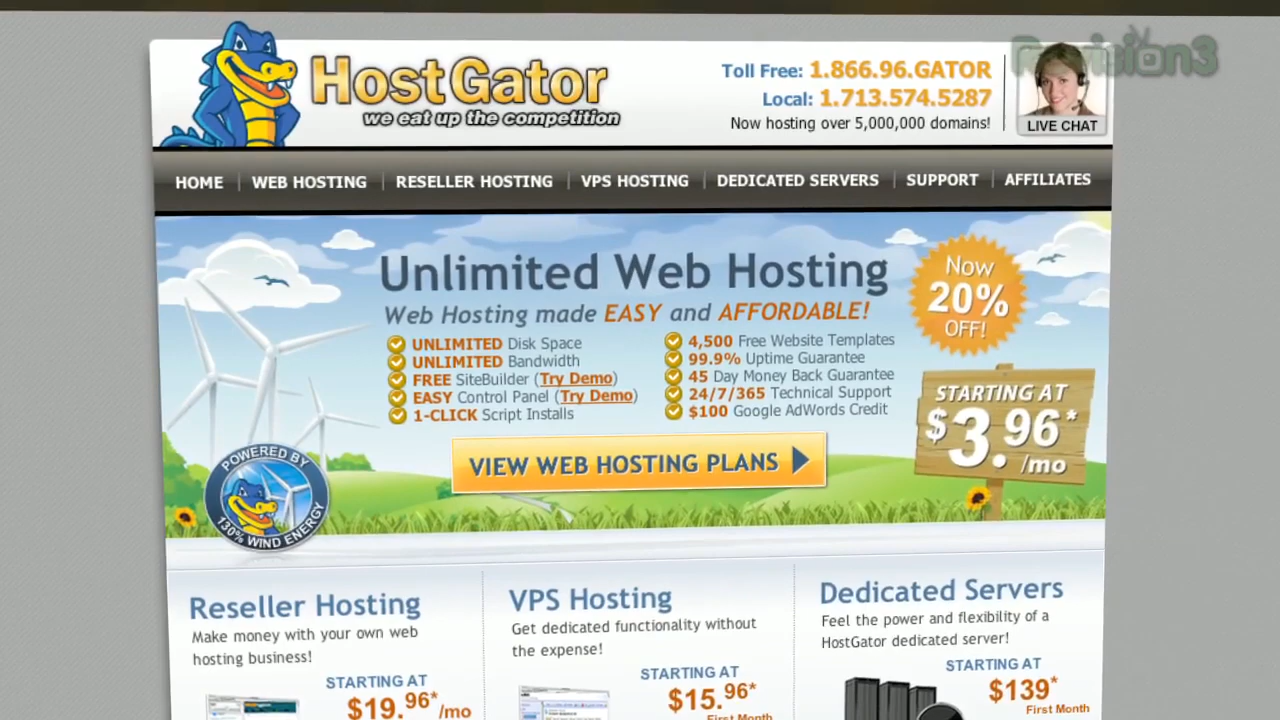 Revision3
HostGator
we eat up the competition
Toll Free: 1.866.96.GATOR
Local: 1.713.574.5287
Now hosting over 5,000,000 domains!
LIVE CHAT
HOME WEB HOSTING RESELLER HOSTING VPS HOSTING DEDICATED SERVERS SUPPORT AFFILIATES
Unlimited Web Hosting
Web Hosting made EASY and AFFORDABLE!
UNLIMITED Disk Space
UNLIMITED Bandwidth
FREE SiteBuilder (Try Demo)
EASY Control Panel (Try Demo)
1-CLICK Script Installs
4,500 Free Website Templates
99.9% Uptime Guarantee
45 Day Money Back Guarantee
24/7/365 Technical Support
$100 Google AdWords Credit
Now
20%
OFF!
STARTING AT
$3.96*
/mo
VIEW WEB HOSTING PLANS
POWERED BY
130% WIND ENERGY
Reseller Hosting
Make money with your own web
hosting business!
STARTING AT
$19.96*/mo
VPS Hosting
Get dedicated functionality without
the expense!
STARTING AT
$15.96*
First Month
Dedicated Servers
Feel the power and flexibility of a
HostGator dedicated server!
STARTING AT
$139*
First Month